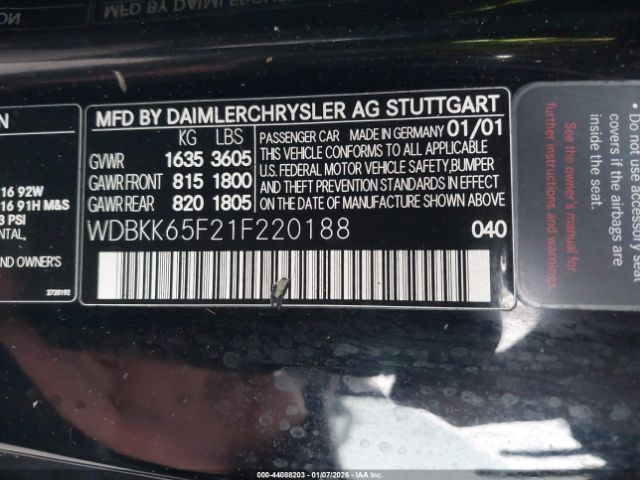 MFD BY DAIMLERCHRYSLER AG STUTTGART
KG LBS
GVWR 1635 3605
GAWR FRONT 815 1800
GAWR REAR 820 1805
PASSENGER CAR MADE IN GERMANY 01/01
THIS VEHICLE CONFORMS TO ALL APPLICABLE
U.S. FEDERAL MOTOR VEHICLE SAFETY,BUMPER
AND THEFT PREVENTION STANDARDS IN EFFECT
ON THE DATE OF MANUFACTURE SHOWN ABOVE
WDBKK65F21F220188 040
16 92W
16 91H M&S
PSI
AND OWNER'S
2720192
See the owner's manual for
further instructions and warnings.
Do not use accessory seat
covers if the airbags are
inside the seat.
000-44088203 - 01/07/2026 - IAAI.COM